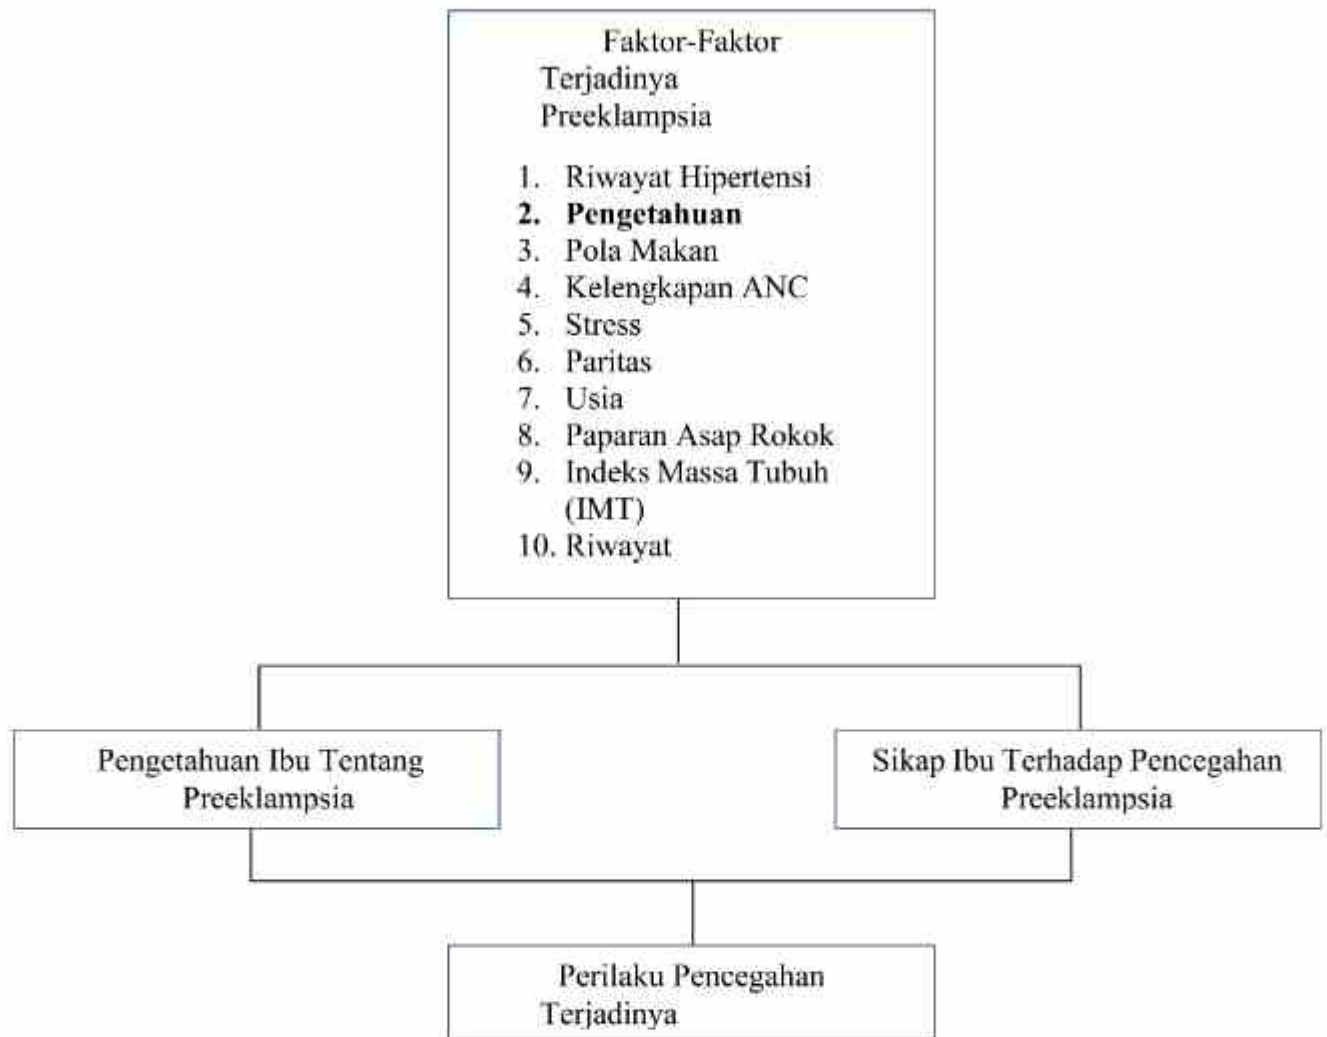 Faktor-Faktor
Terjadinya
Preeklampsia
1. Riwayat Hipertensi
2. Pengetahuan
3. Pola Makan
4. Kelengkapan ANC
5. Stress
6. Paritas
7. Usia
8. Paparan Asap Rokok
9. Indeks Massa Tubuh
(IMT)
10. Riwayat
Pengetahuan Ibu Tentang
Preeklampsia
Sikap Ibu Terhadap Pencegahan
Preeklampsia
Perilaku Pencegahan
Terjadinya